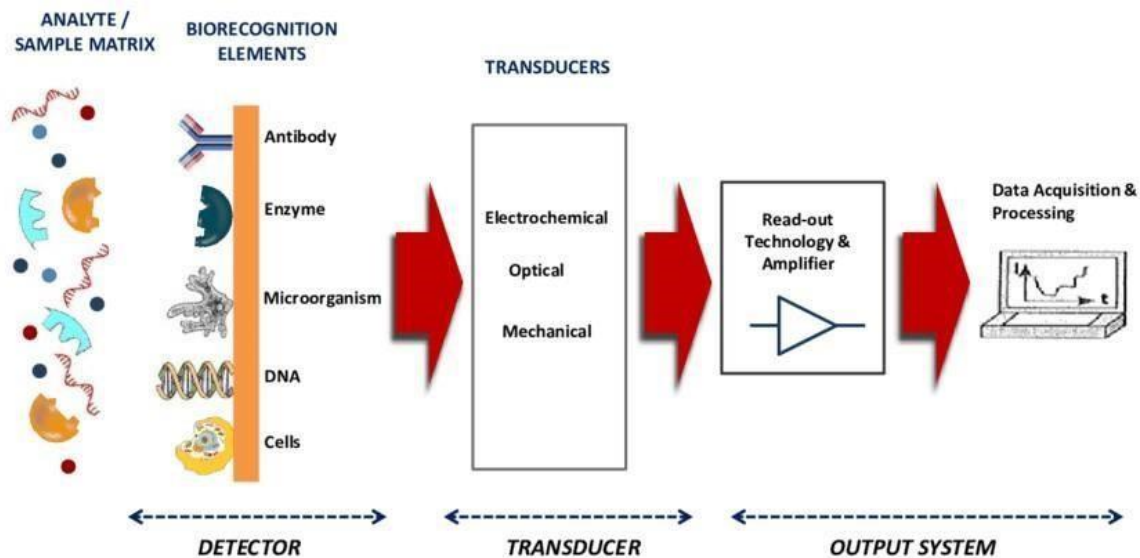 ANALYTE /
SAMPLE MATRIX
BIORECOGNITION
ELEMENTS
TRANSDUCERS
Antibody
Enzyme
Microorganism
DNA
Cells
Electrochemical
Optical
Mechanical
Read-out
Technology &
Amplifier
Data Acquisition &
Processing
I
t
DETECTOR
TRANSDUCER
OUTPUT SYSTEM